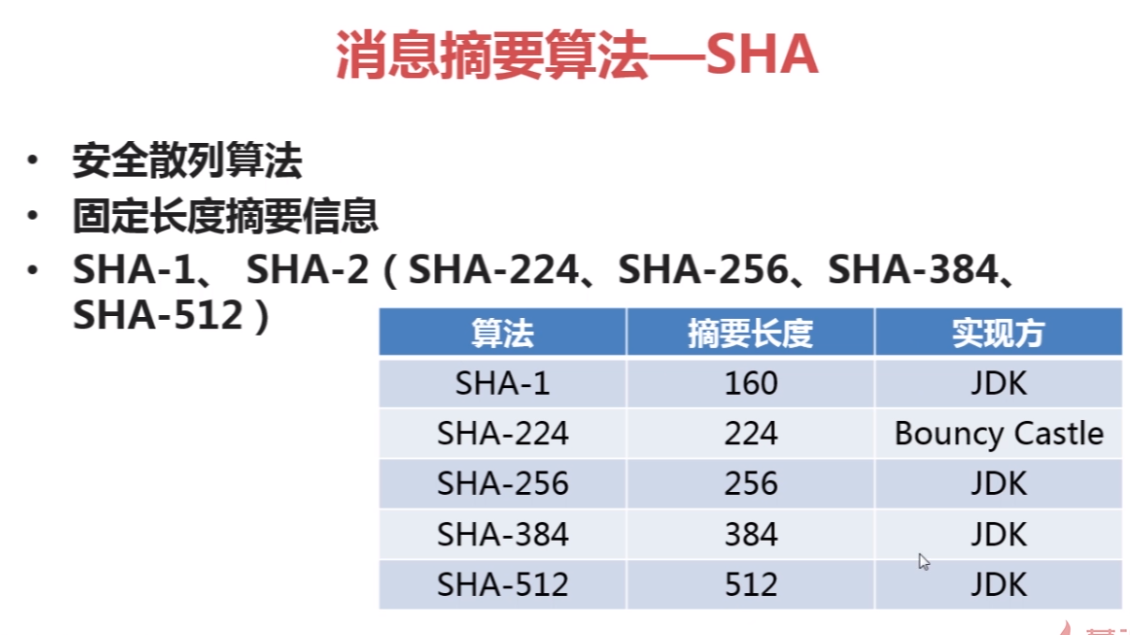 消息摘要算法—SHA
• 安全散列算法
• 固定长度摘要信息
• SHA-1、 SHA-2（SHA-224、SHA-256、SHA-384、
SHA-512）
算法 摘要长度 实现方
SHA-1 160 JDK
SHA-224 224 Bouncy Castle
SHA-256 256 JDK
SHA-384 384 JDK
SHA-512 512 JDK